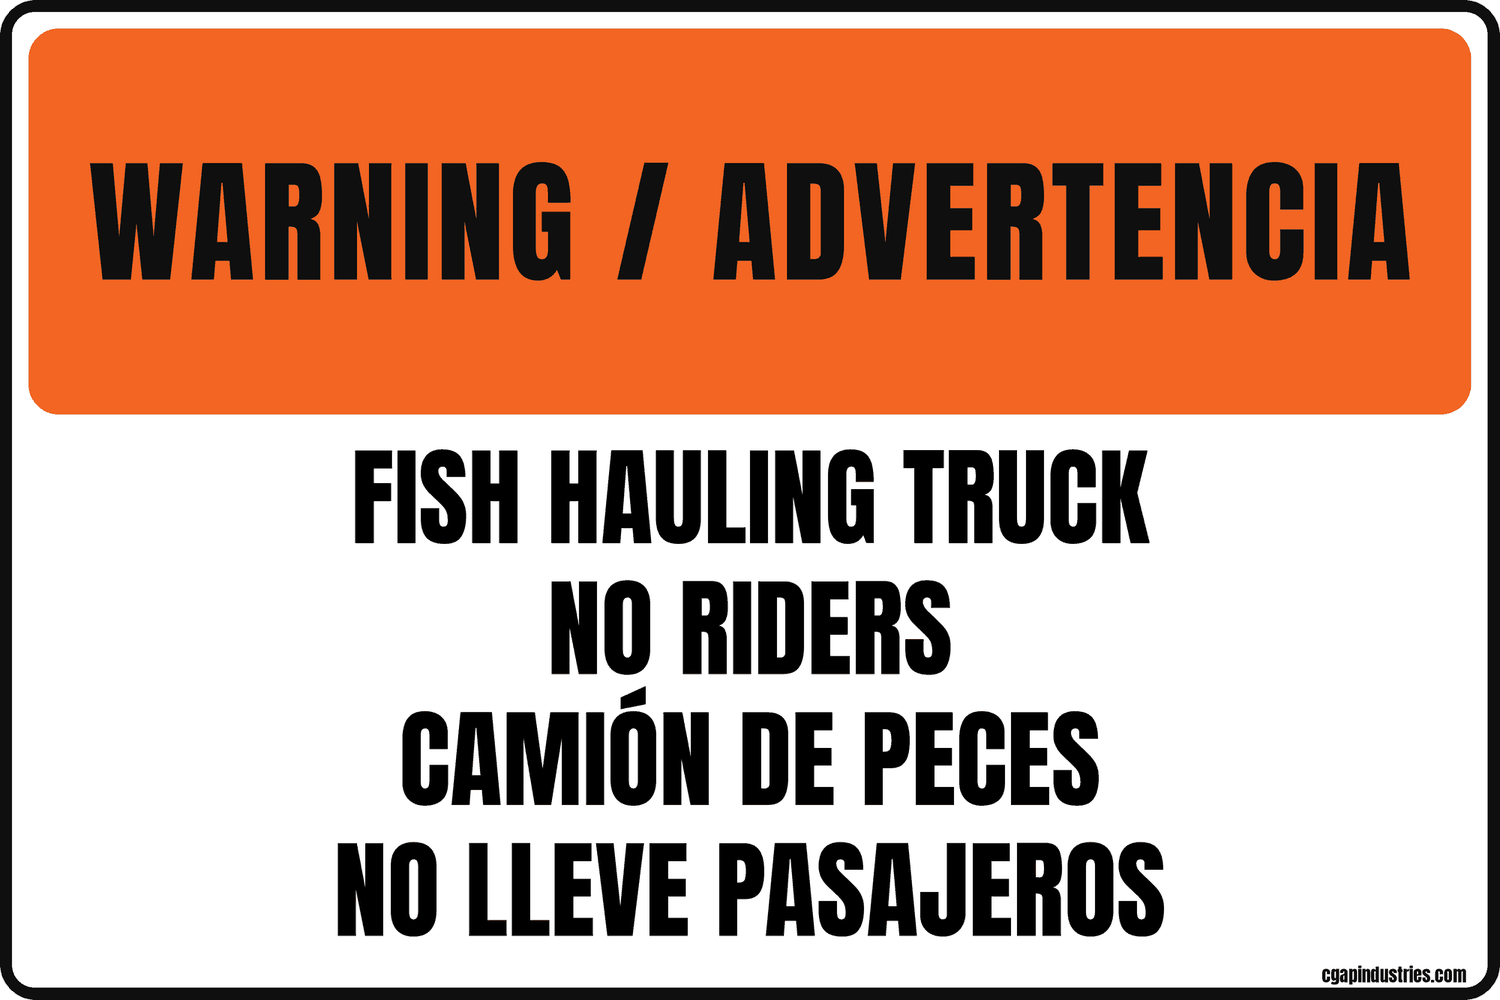 WARNING / ADVERTENCIA
FISH HAULING TRUCK
NO RIDERS
CAMIÓN DE PECES
NO LLEVE PASAJEROS
cgapindustries.com